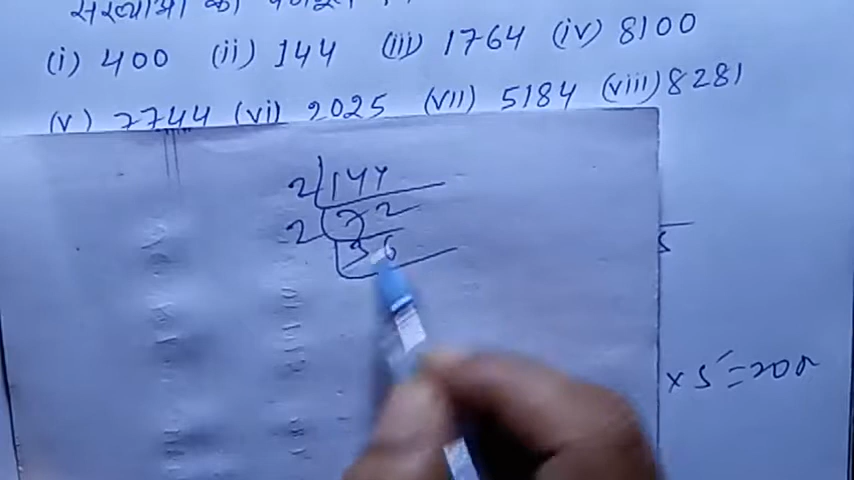 संख्याओं का
(i) 400 (ii) 144 (iii) 1764 (iv) 8100
(v) 7744 (vi) 2025 (vii) 5184 (viii) 8281
2 144
2 72
36
5
x 5 =